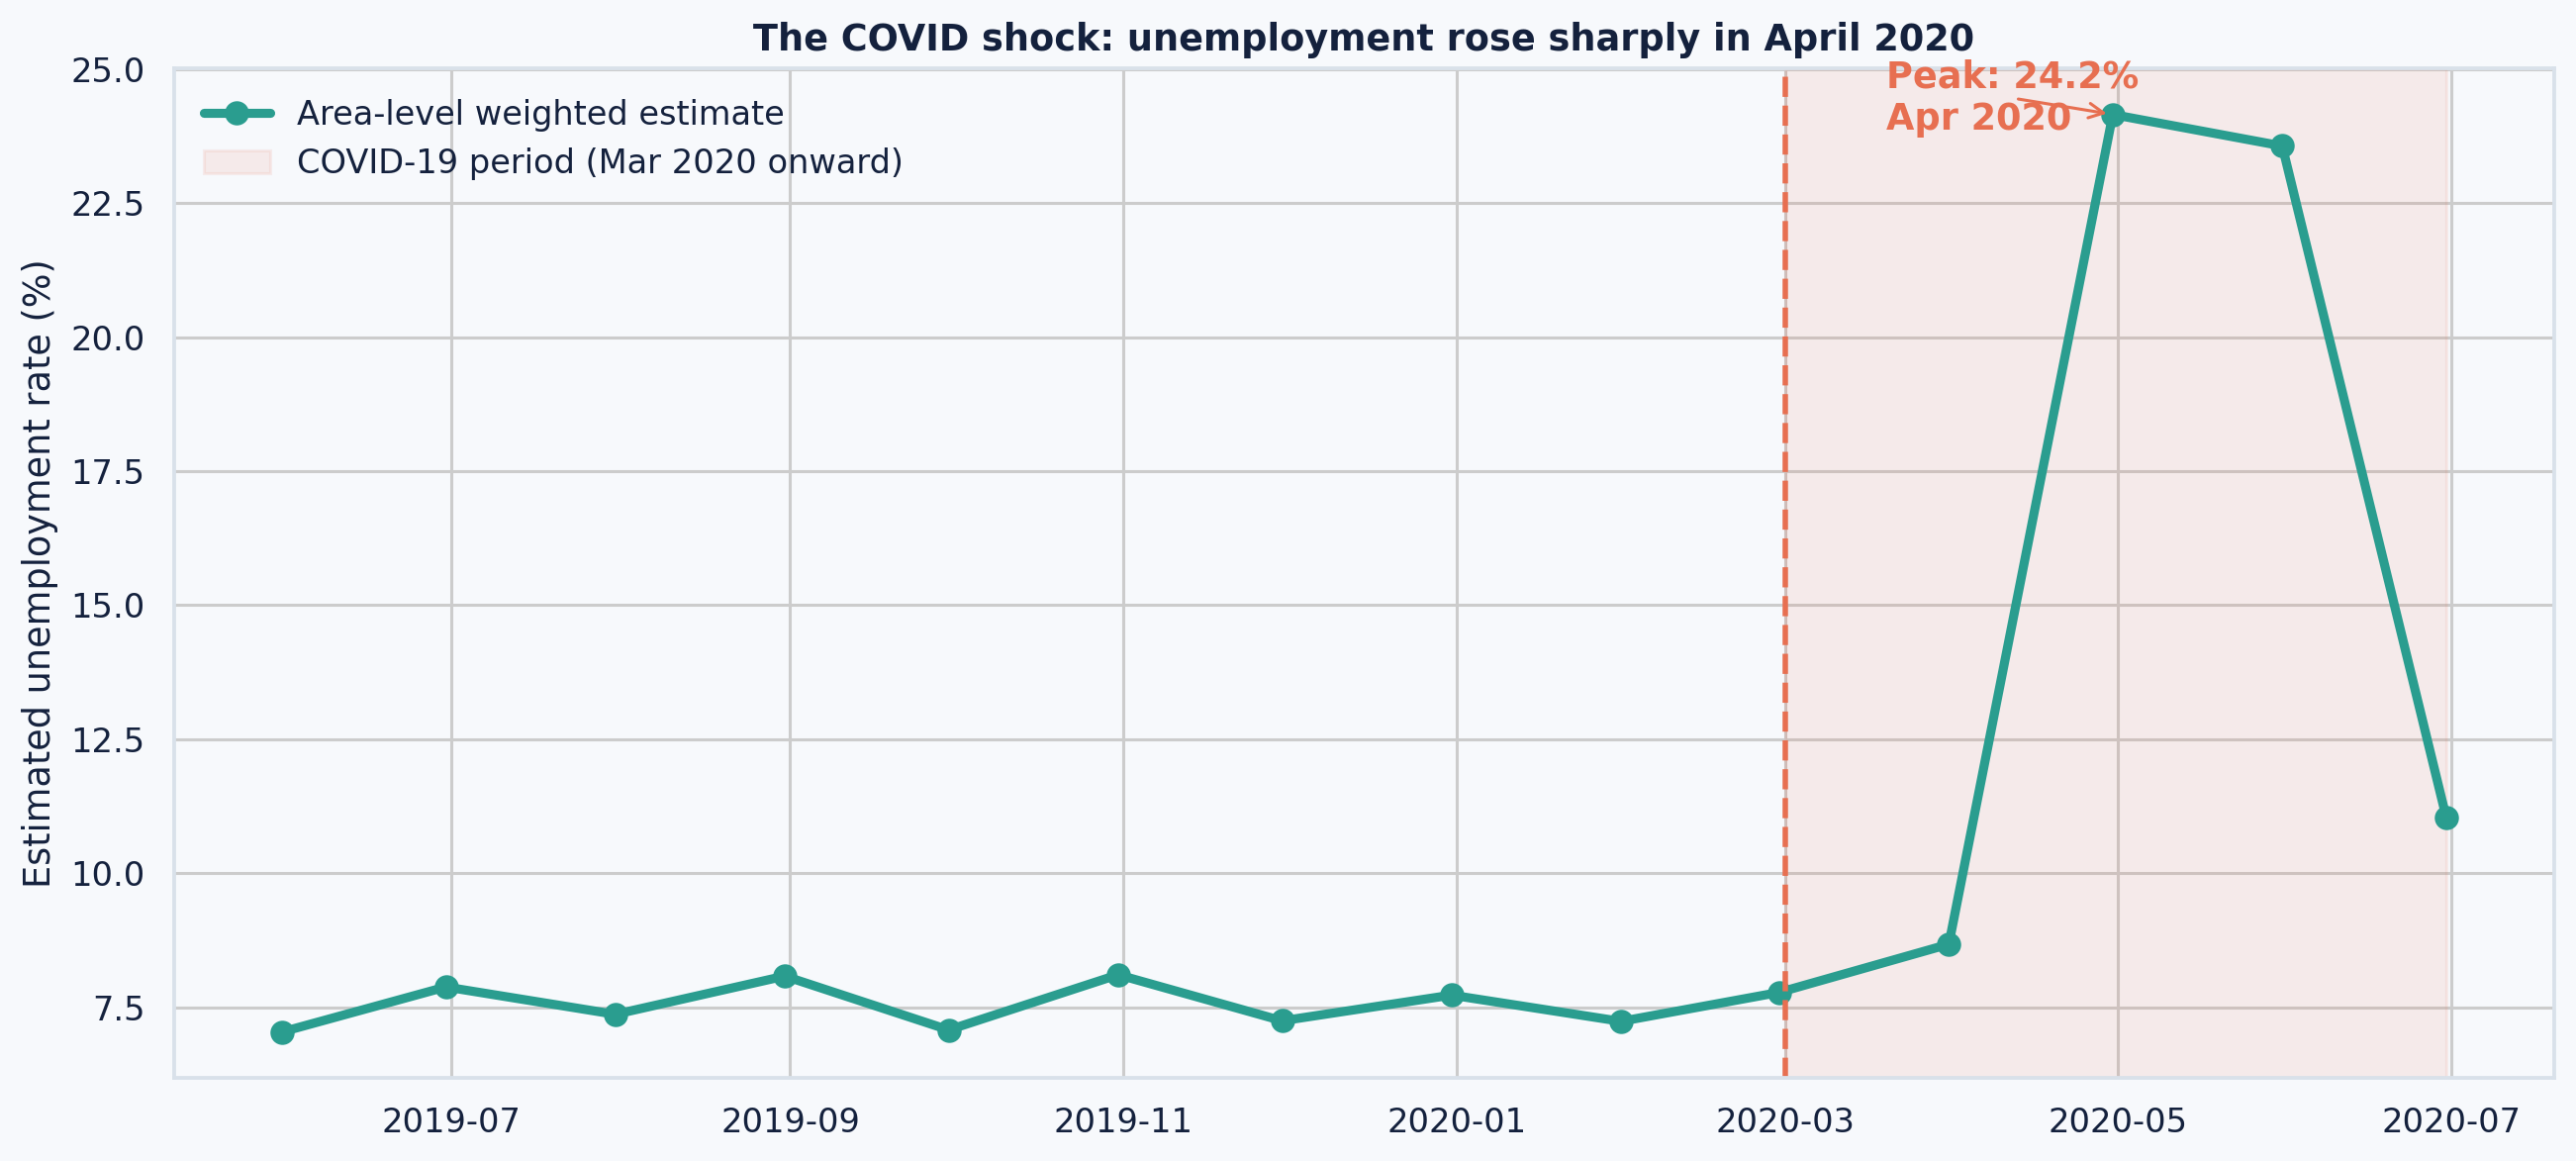 The COVID shock: unemployment rose sharply in April 2020
Peak: 24.2%
Apr 2020
Area-level weighted estimate
COVID-19 period (Mar 2020 onward)
Estimated unemployment rate (%)
25.0
22.5
20.0
17.5
15.0
12.5
10.0
7.5
2019-07
2019-09
2019-11
2020-01
2020-03
2020-05
2020-07